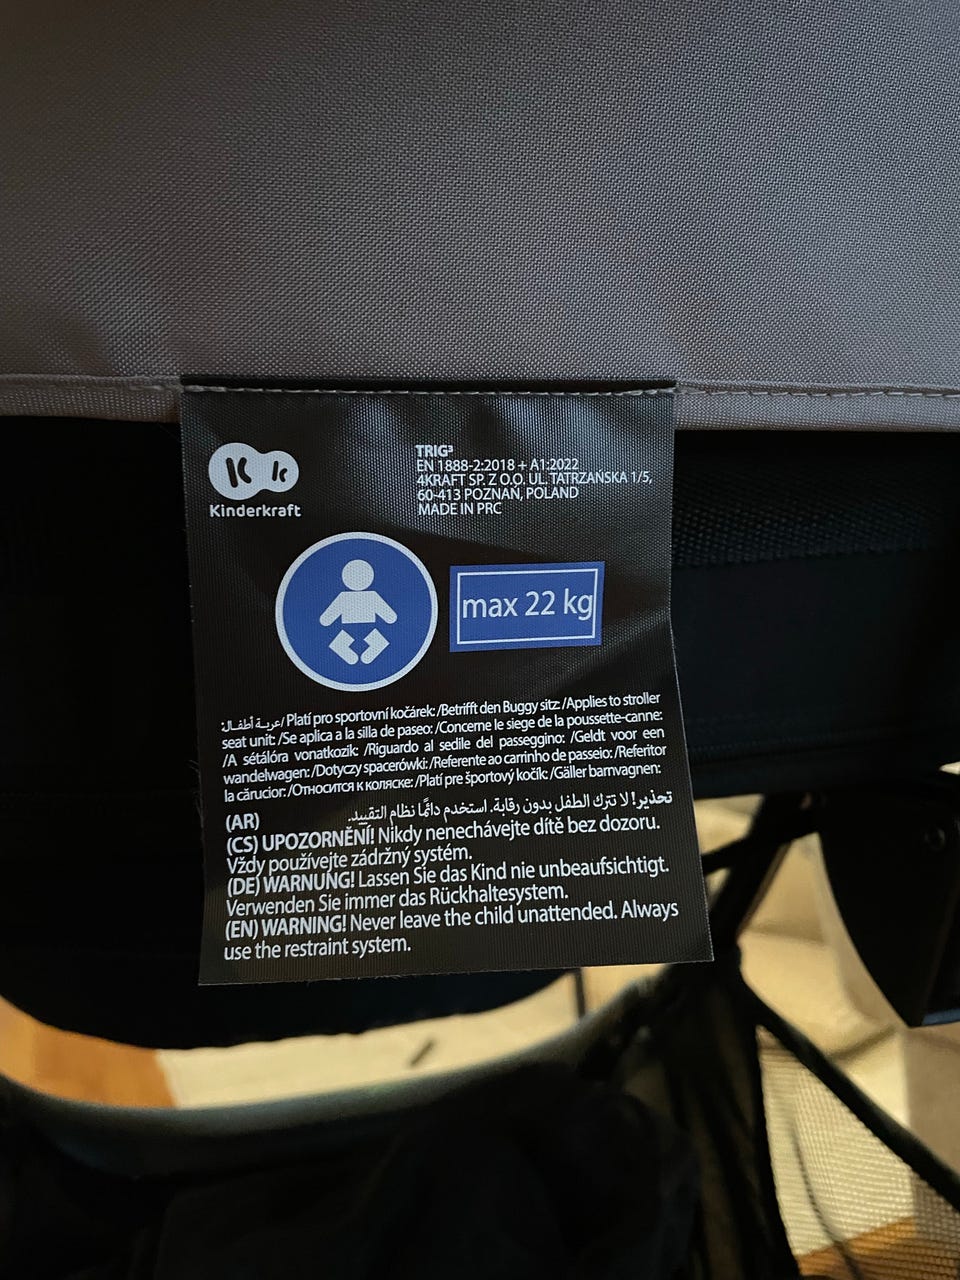 K k
Kinderkraft
TRIG³
EN 1888-2:2018 + A1:2022
4KRAFT SP. Z O.O. UL. TATRZAŃSKA 1/5,
60-413 POZNAŃ, POLAND
MADE IN PRC
max 22 kg
عربة أطفال:/Platí pro sportovní kočárek:/Betrifft den Buggy sitz:/Applies to stroller
seat unit:/Se aplica a la silla de paseo:/Concerne le siege de la poussette-canne:
/A sétálóra vonatkozik: /Riguardo al sedile del passeggino: /Geldt voor een
wandelwagen:/Dotyczy spacerówki:/Referente ao carrinho de passeio:/Referitor
la cărucior:/Относится к коляске:/Platí pre športový kočík:/Gäller barnvagnen:
(AR) تحذير! لا تترك الطفل بدون رقابة. استخدم دائمًا نظام التقييد.
(CS) UPOZORNĚNÍ! Nikdy nenechávejte dítě bez dozoru.
Vždy používejte zádržný systém.
(DE) WARNUNG! Lassen Sie das Kind nie unbeaufsichtigt.
Verwenden Sie immer das Rückhaltesystem.
(EN) WARNING! Never leave the child unattended. Always
use the restraint system.